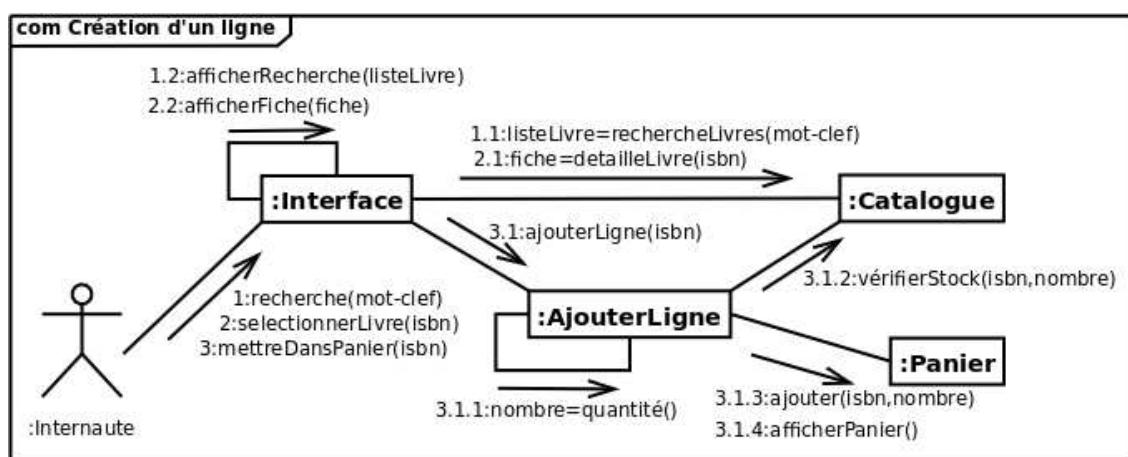 com Création d'un ligne
1.2:afficherRecherche(listeLivre)
2.2:afficherFiche(fiche)
1.1:listeLivre=rechercheLivres(mot-clef)
2.1:fiche=detailleLivre(isbn)
:Interface
:Catalogue
3.1:ajouterLigne(isbn)
3.1.2:vérifierStock(isbn,nombre)
1:recherche(mot-clef)
2:selectionnerLivre(isbn)
3:mettreDansPanier(isbn)
:AjouterLigne
:Panier
3.1.1:nombre=quantité()
3.1.3:ajouter(isbn,nombre)
3.1.4:afficherPanier()
:Internaute